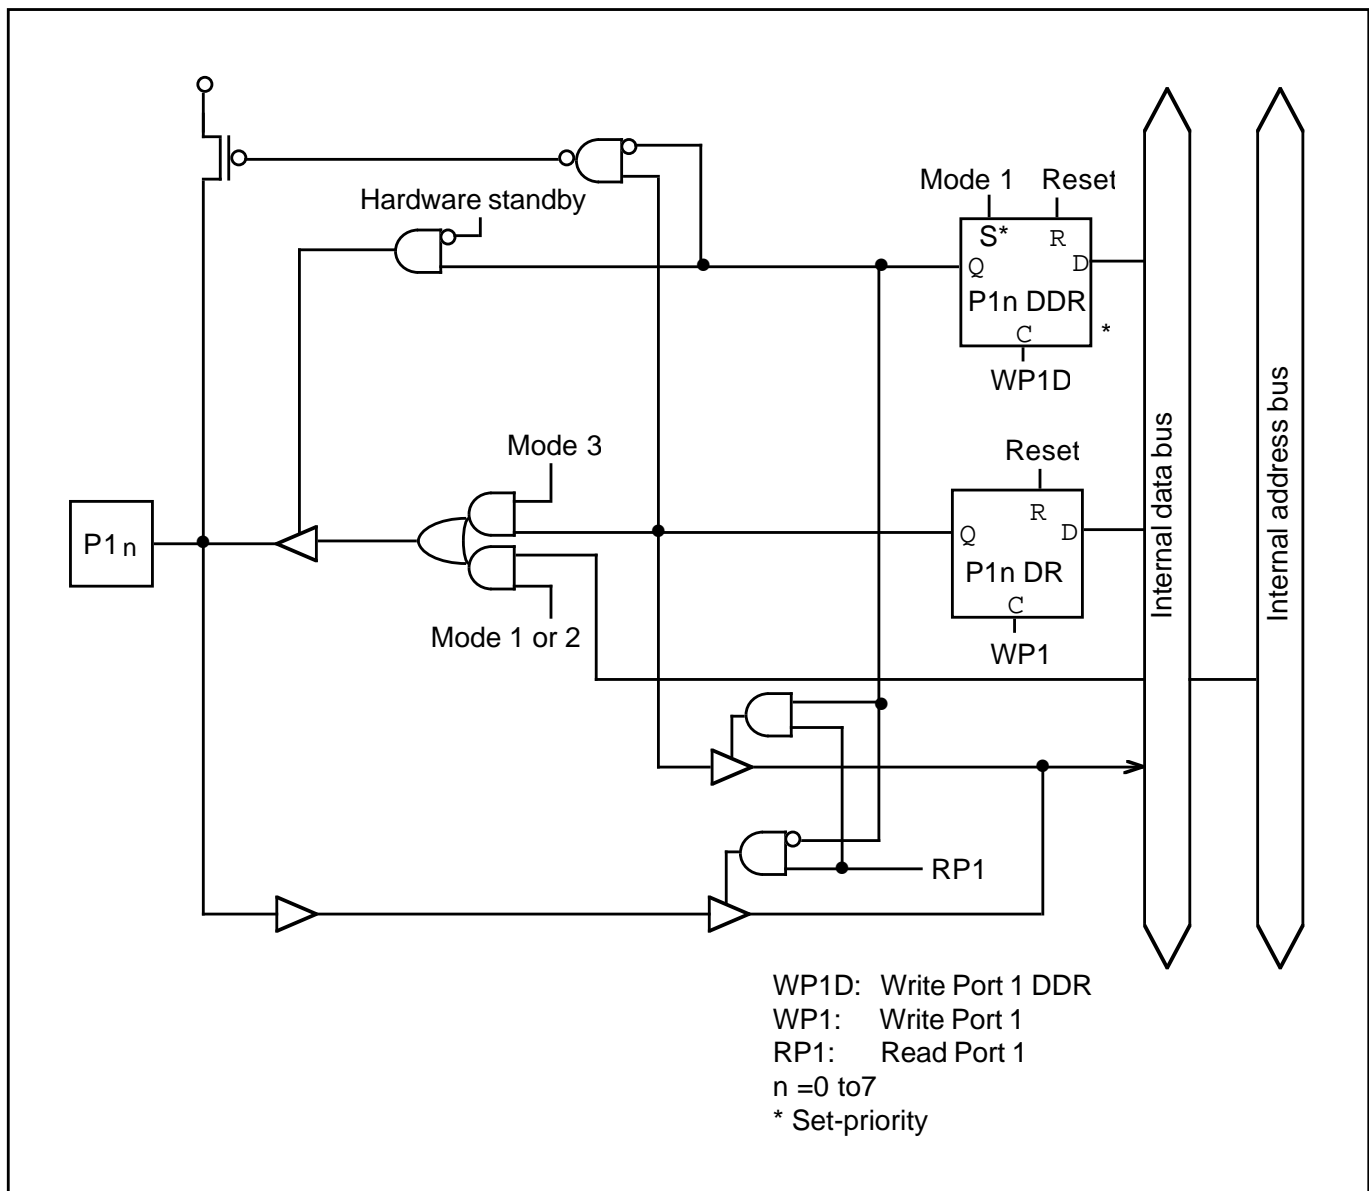 Mode 1 Reset
Hardware standby
S* R
Q D
P1n DDR
C *
WP1D
Mode 3
Reset
P1n
R
Q D
P1n DR
C
Mode 1 or 2
WP1
Internal data bus
Internal address bus
RP1
WP1D: Write Port 1 DDR
WP1: Write Port 1
RP1: Read Port 1
n =0 to7
* Set-priority